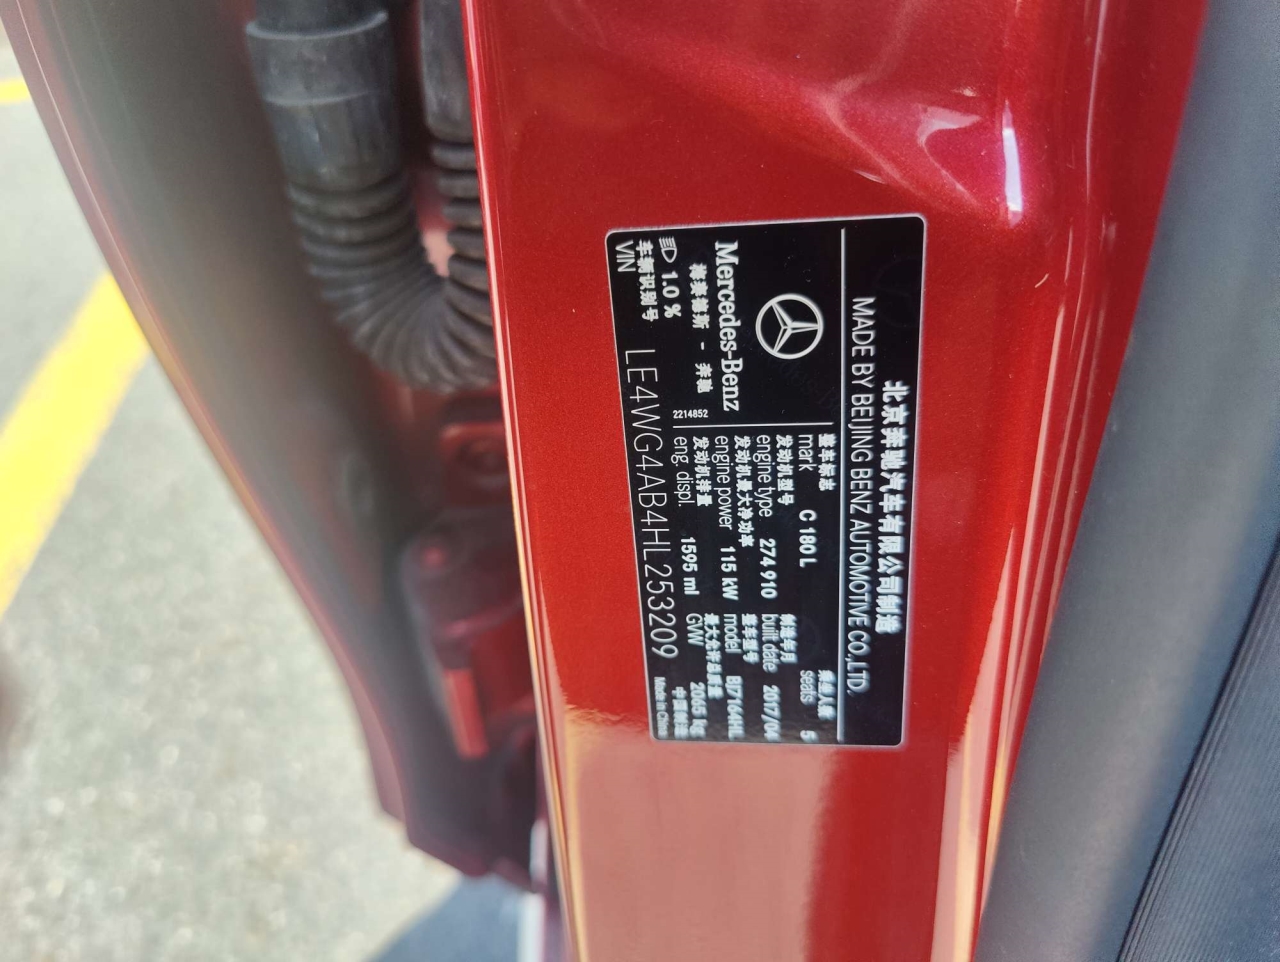 北京奔驰汽车有限公司制造
MADE BY BEIJING BENZ AUTOMOTIVE CO.,LTD.
Mercedes-Benz
梅赛德斯 - 奔驰
1.0 %
2214852
整车标志
mark C 180 L
乘坐人数
seats 5
发动机型号
engine type 274 910
制造年月
built date 2017/04
发动机最大净功率
engine power 115 kW
整车型号
model BJ7164HL
发动机排量
eng. displ. 1595 ml
最大允许总质量
GVW 2065 kg
车辆识别号
VIN LE4WG4AB4HL253209
中国制造
Made in China